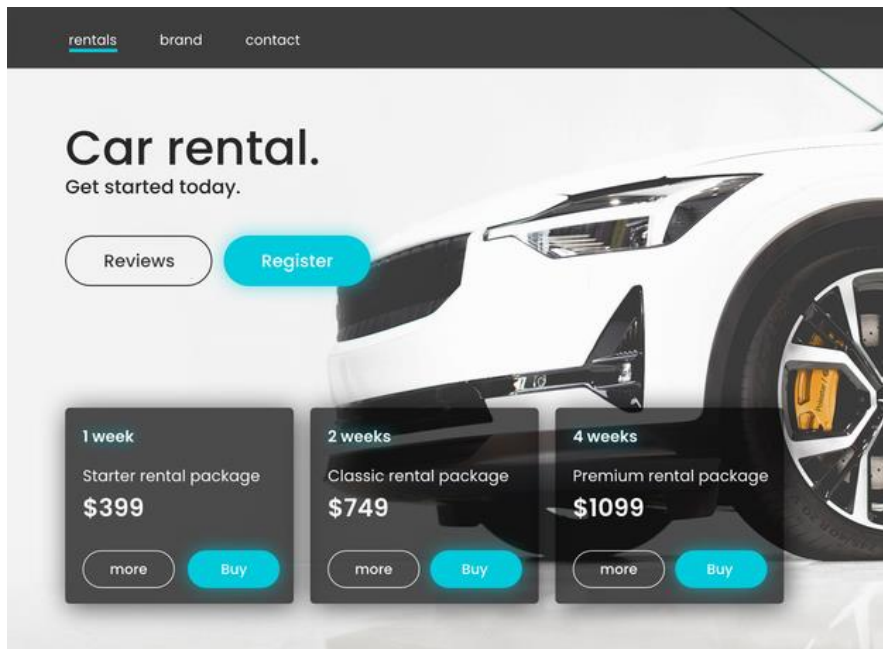 rentals brand contact
Car rental.
Get started today.
Reviews Register
1 week
Starter rental package
$399
more Buy
2 weeks
Classic rental package
$749
more Buy
4 weeks
Premium rental package
$1099
more Buy